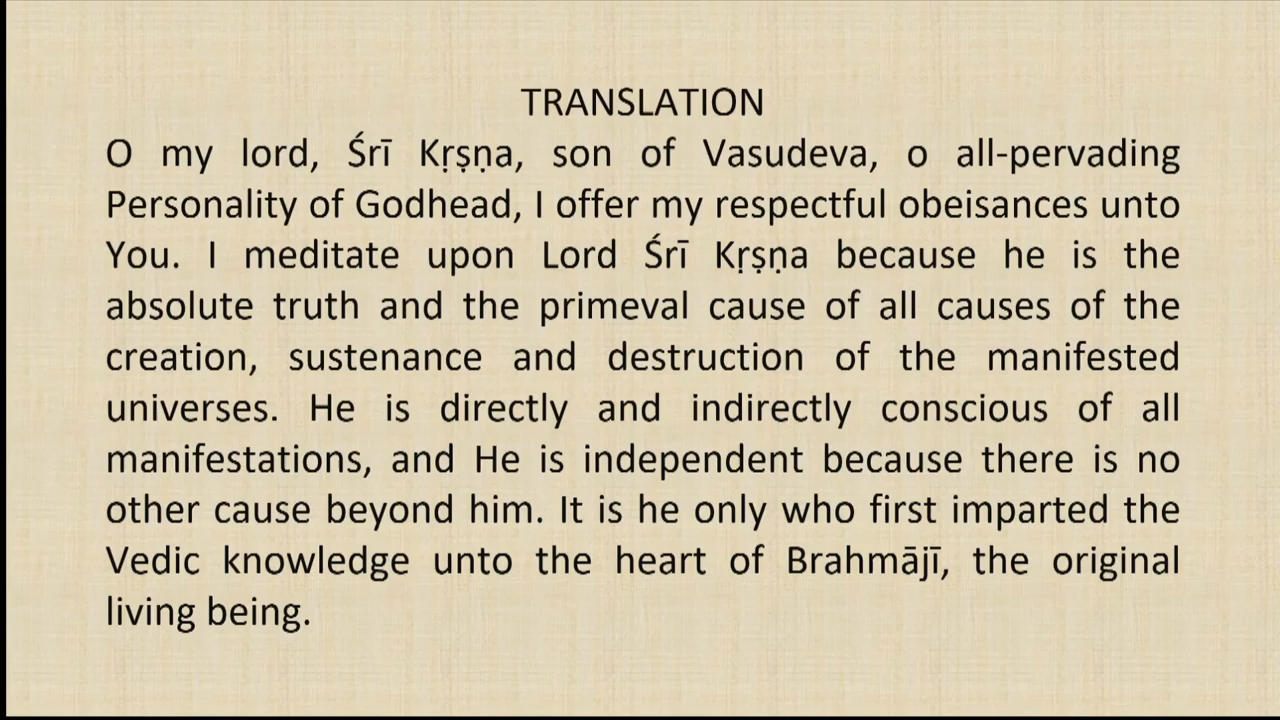 TRANSLATION
O my lord, Śrī Kṛṣṇa, son of Vasudeva, o all-pervading
Personality of Godhead, I offer my respectful obeisances unto
You. I meditate upon Lord Śrī Kṛṣṇa because he is the
absolute truth and the primeval cause of all causes of the
creation, sustenance and destruction of the manifested
universes. He is directly and indirectly conscious of all
manifestations, and He is independent because there is no
other cause beyond him. It is he only who first imparted the
Vedic knowledge unto the heart of Brahmājī, the original
living being.